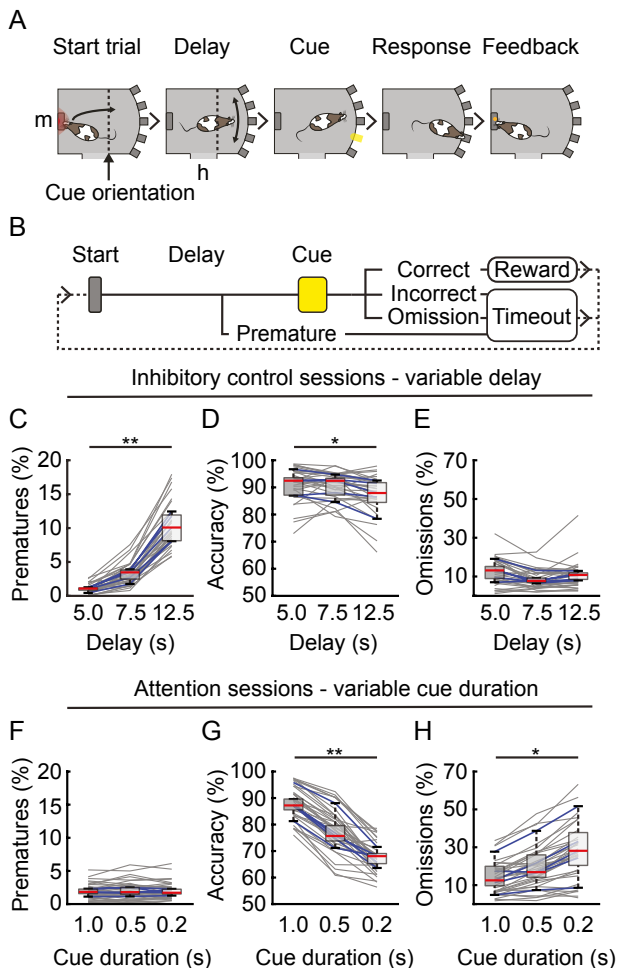 A
Start trial Delay Cue Response Feedback
m
h
Cue orientation
B
Start Delay Cue
Correct Reward
Incorrect
Omission Timeout
Premature
Inhibitory control sessions - variable delay
C D E
** *
Prematures (%) 20 15 10 5 0
Accuracy (%) 100 90 80 70 60 50
Omissions (%) 70 50 30 10
5.0 7.5 12.5 5.0 7.5 12.5 5.0 7.5 12.5
Delay (s) Delay (s) Delay (s)
Attention sessions - variable cue duration
F G H
** *
Prematures (%) 20 15 10 5 0
Accuracy (%) 100 90 80 70 60 50
Omissions (%) 70 50 30 10
1.0 0.5 0.2 1.0 0.5 0.2 1.0 0.5 0.2
Cue duration (s) Cue duration (s) Cue duration (s)